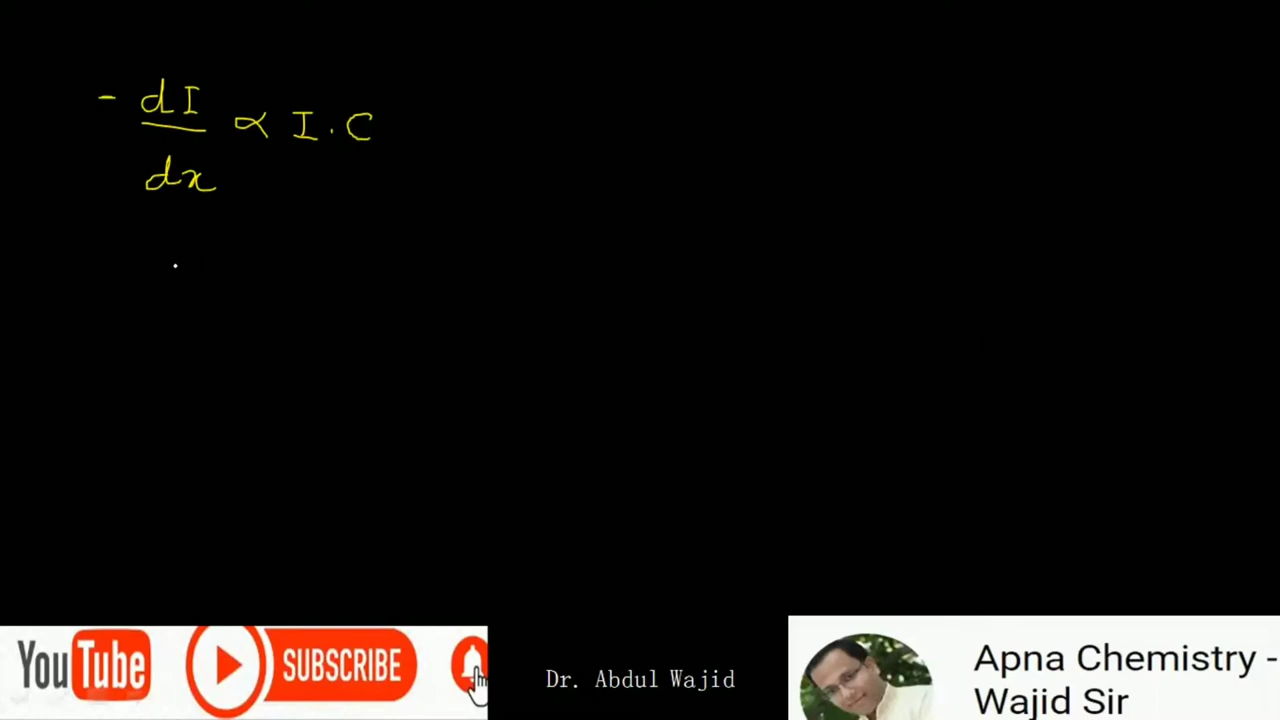 - dI/dx ∝ I.C
YouTube SUBSCRIBE
Dr. Abdul Wajid
Apna Chemistry -
Wajid Sir